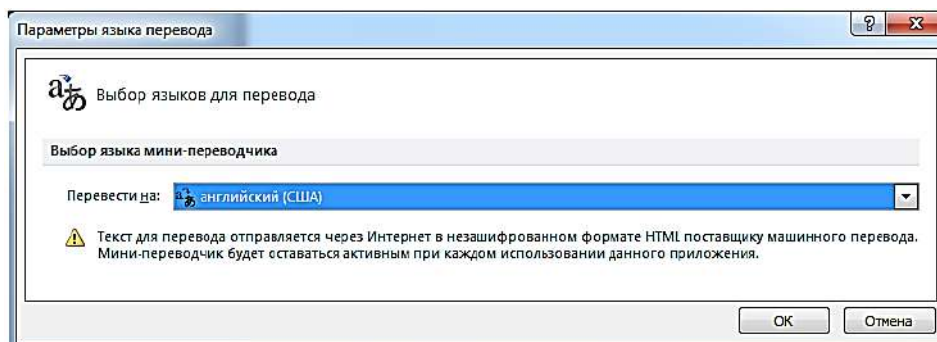 Параметры языка перевода
Выбор языков для перевода
Выбор языка мини-переводчика
Перевести на: английский (США)
Текст для перевода отправляется через Интернет в незашифрованном формате HTML поставщику машинного перевода.
Мини-переводчик будет оставаться активным при каждом использовании данного приложения.
ОК Отмена